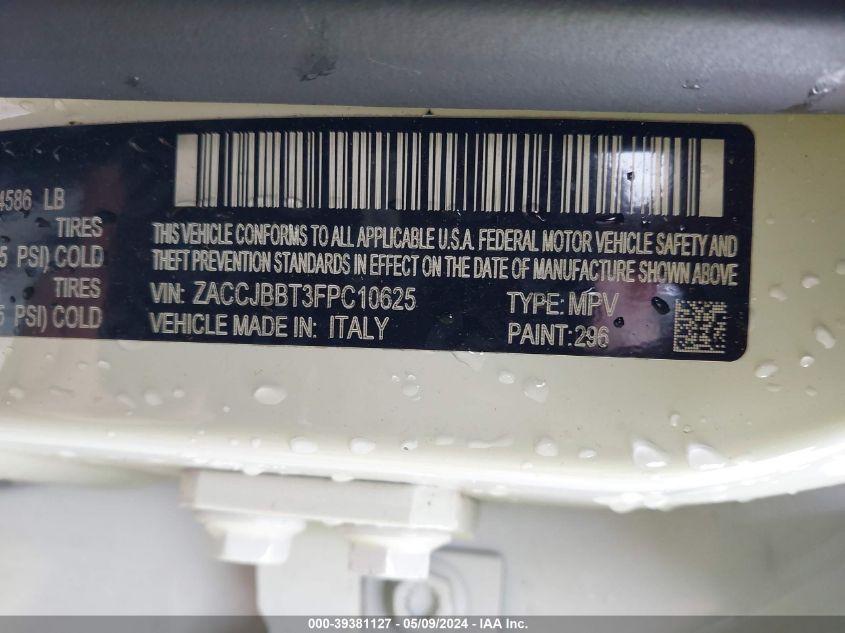 4586 LB
TIRES
5 PSI) COLD
TIRES
5 PSI) COLD
THIS VEHICLE CONFORMS TO ALL APPLICABLE U.S.A. FEDERAL MOTOR VEHICLE SAFETY AND
THEFT PREVENTION STANDARDS IN EFFECT ON THE DATE OF MANUFACTURE SHOWN ABOVE
VIN: ZACCJBBT3FPC10625 TYPE: MPV
VEHICLE MADE IN: ITALY PAINT: 296
000-39381127 - 05/09/2024 - IAA Inc.